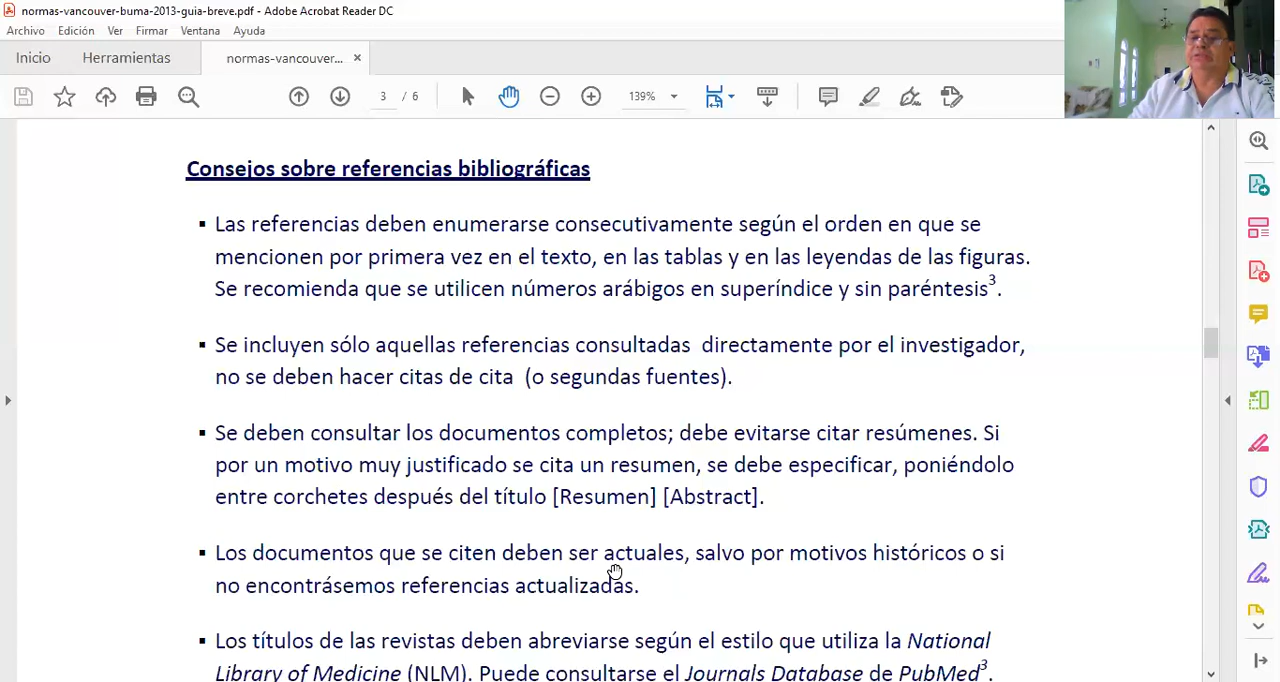 normas-vancouver-buma-2013-guia-breve.pdf - Adobe Acrobat Reader DC
Archivo Edición Ver Firmar Ventana Ayuda
Inicio Herramientas normas-vancouver... ×
3 / 6 139%
Consejos sobre referencias bibliográficas
▪ Las referencias deben enumerarse consecutivamente según el orden en que se
mencionen por primera vez en el texto, en las tablas y en las leyendas de las figuras.
Se recomienda que se utilicen números arábigos en superíndice y sin paréntesis³.
▪ Se incluyen sólo aquellas referencias consultadas directamente por el investigador,
no se deben hacer citas de cita (o segundas fuentes).
▪ Se deben consultar los documentos completos; debe evitarse citar resúmenes. Si
por un motivo muy justificado se cita un resumen, se debe especificar, poniéndolo
entre corchetes después del título [Resumen] [Abstract].
▪ Los documentos que se citen deben ser actuales, salvo por motivos históricos o si
no encontrásemos referencias actualizadas.
▪ Los títulos de las revistas deben abreviarse según el estilo que utiliza la National
Library of Medicine (NLM). Puede consultarse el Journals Database de PubMed³.